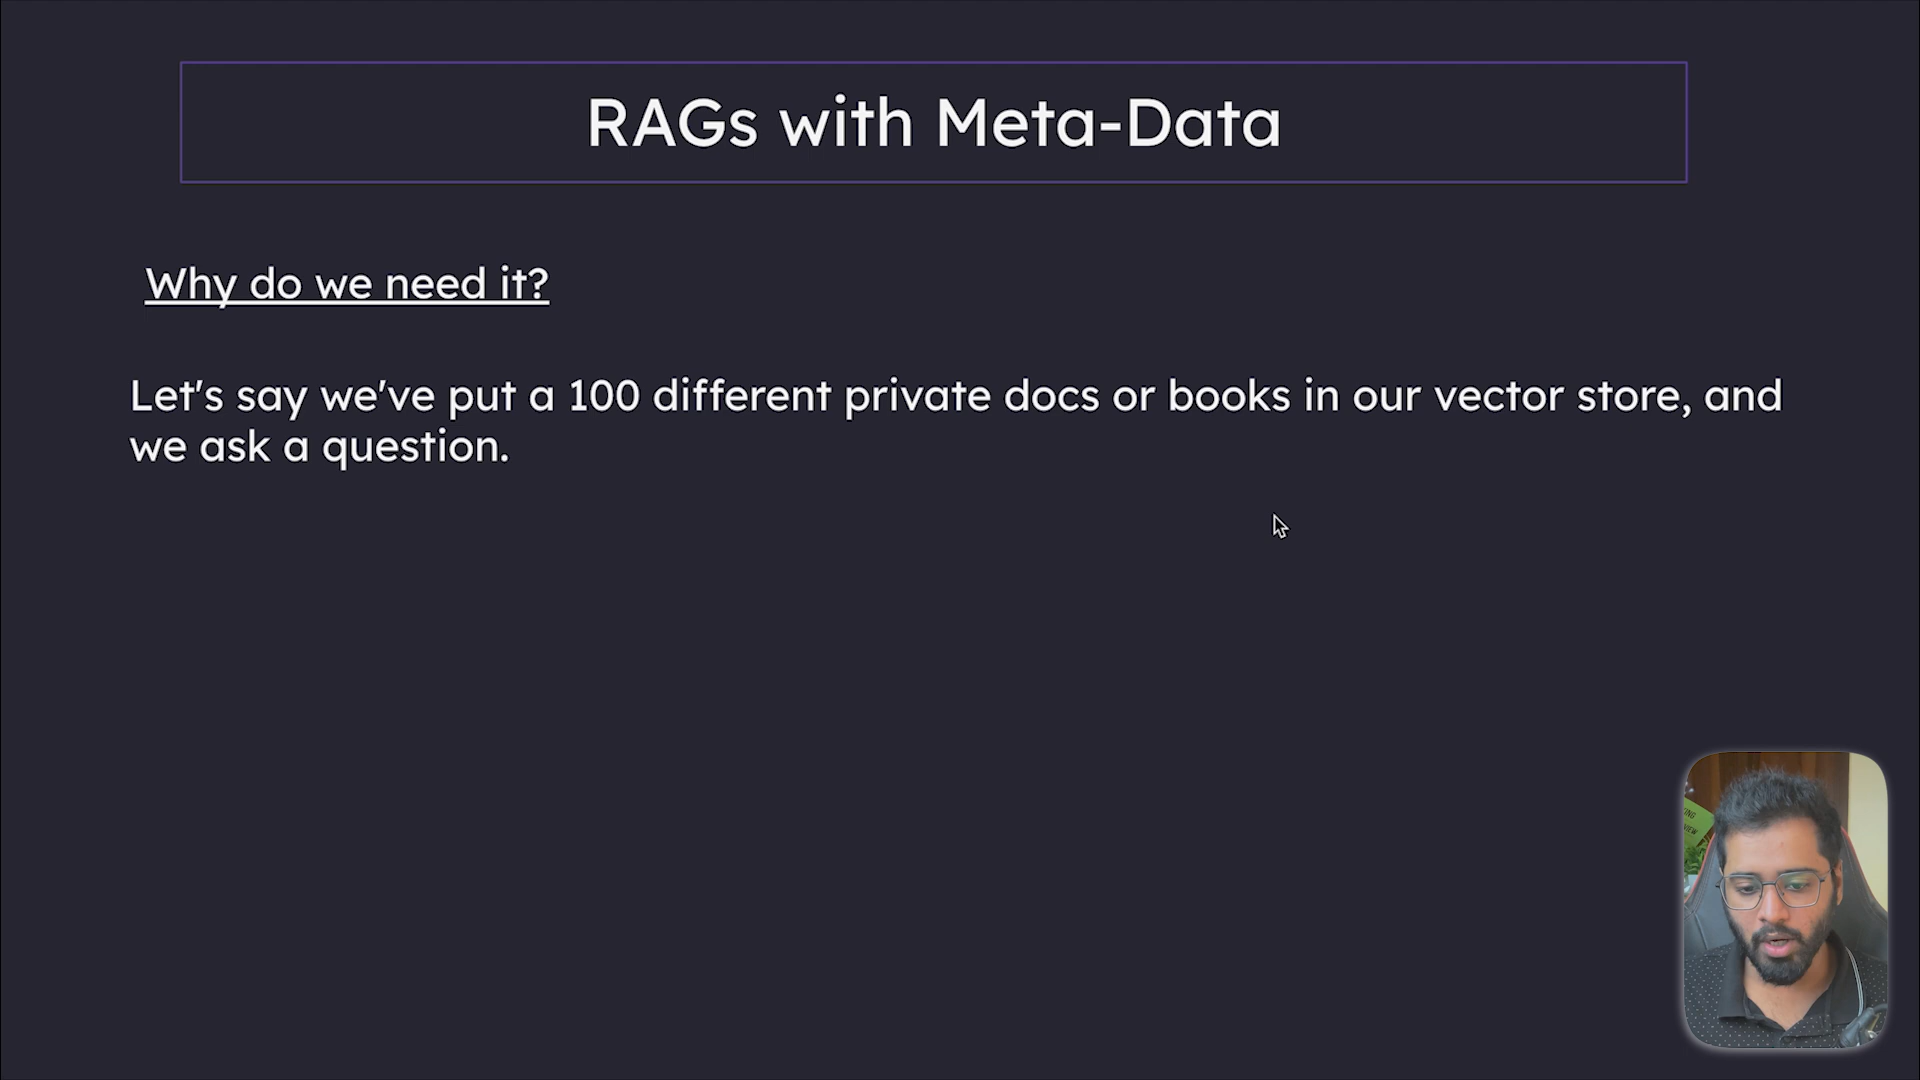 RAGs with Meta-Data
Why do we need it?
Let's say we've put a 100 different private docs or books in our vector store, and
we ask a question.